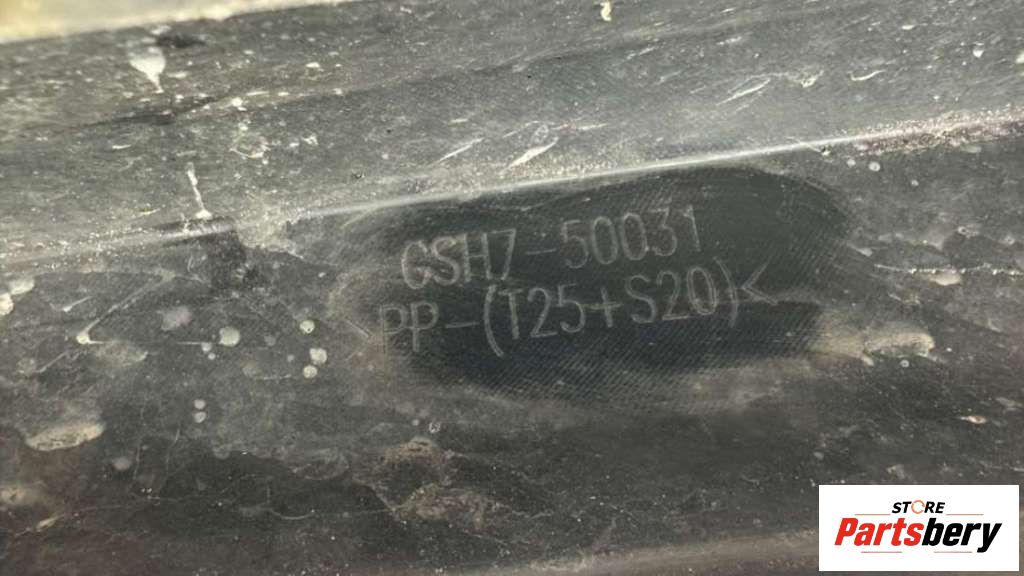 GSH7-50031
PP-(T25+S20)<
STORE
Partsbery